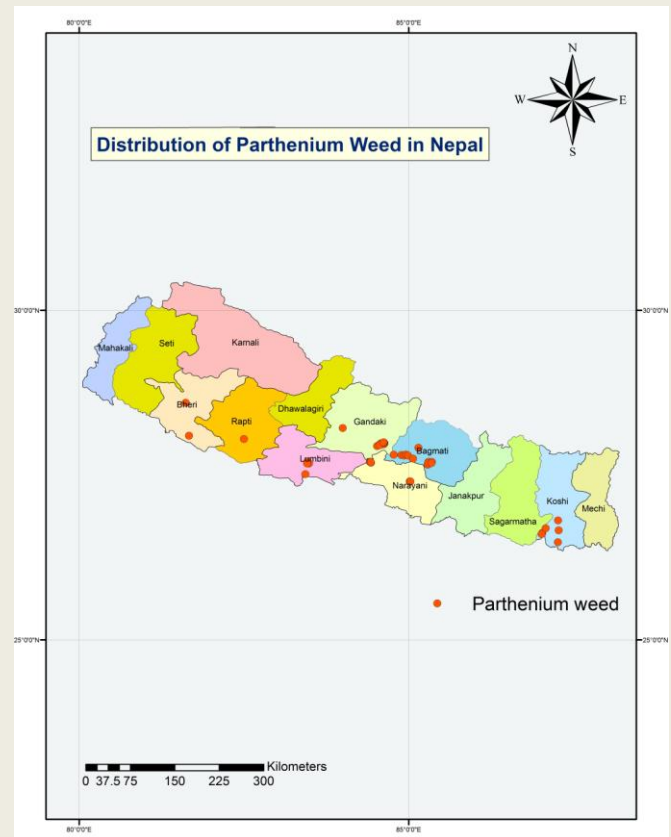 80°0'0"E 85°0'0"E
N
W E
S
Distribution of Parthenium Weed in Nepal
30°0'0"N 30°0'0"N
Mahakali
Seti
Karnali
Bheri
Rapti
Dhawalagiri
Gandaki
Lumbini
Bagmati
Narayani
Janakpur
Sagarmatha
Koshi
Mechi
Parthenium weed
25°0'0"N 25°0'0"N
Kilometers
0 37.5 75 150 225 300
80°0'0"E 85°0'0"E